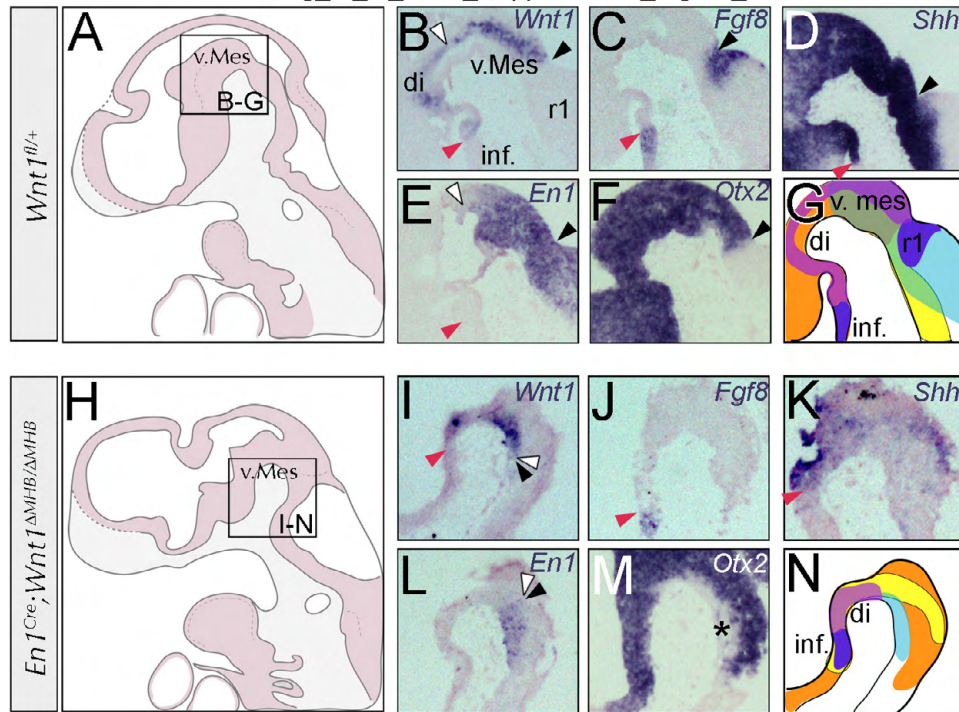 A
v.Mes
B-G
Wnt1fl/+
B
Wnt1
di
v.Mes
r1
inf.
C
Fgf8
D
Shh
E
En1
F
Otx2
G
v. mes
di
r1
inf.
H
v.Mes
I-N
En1Cre;Wnt1ΔMHB/ΔMHB
I
Wnt1
J
Fgf8
K
Shh
L
En1
M
Otx2
*
N
di
inf.